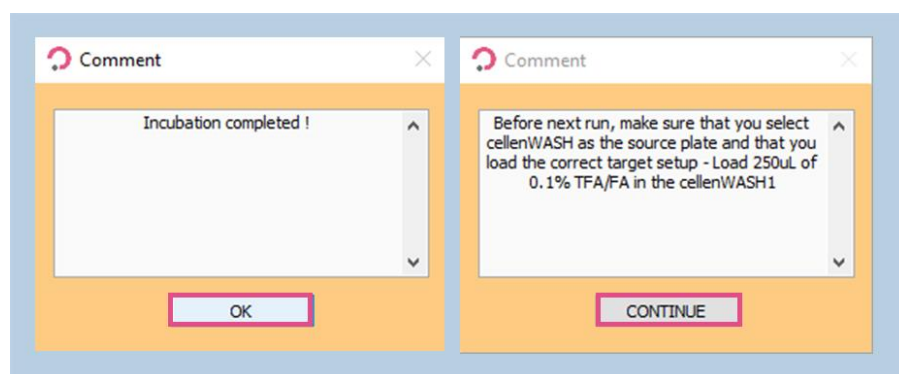 Comment
Incubation completed !
OK
Comment
Before next run, make sure that you select
cellenWASH as the source plate and that you
load the correct target setup - Load 250uL of
0.1% TFA/FA in the cellenWASH1
CONTINUE